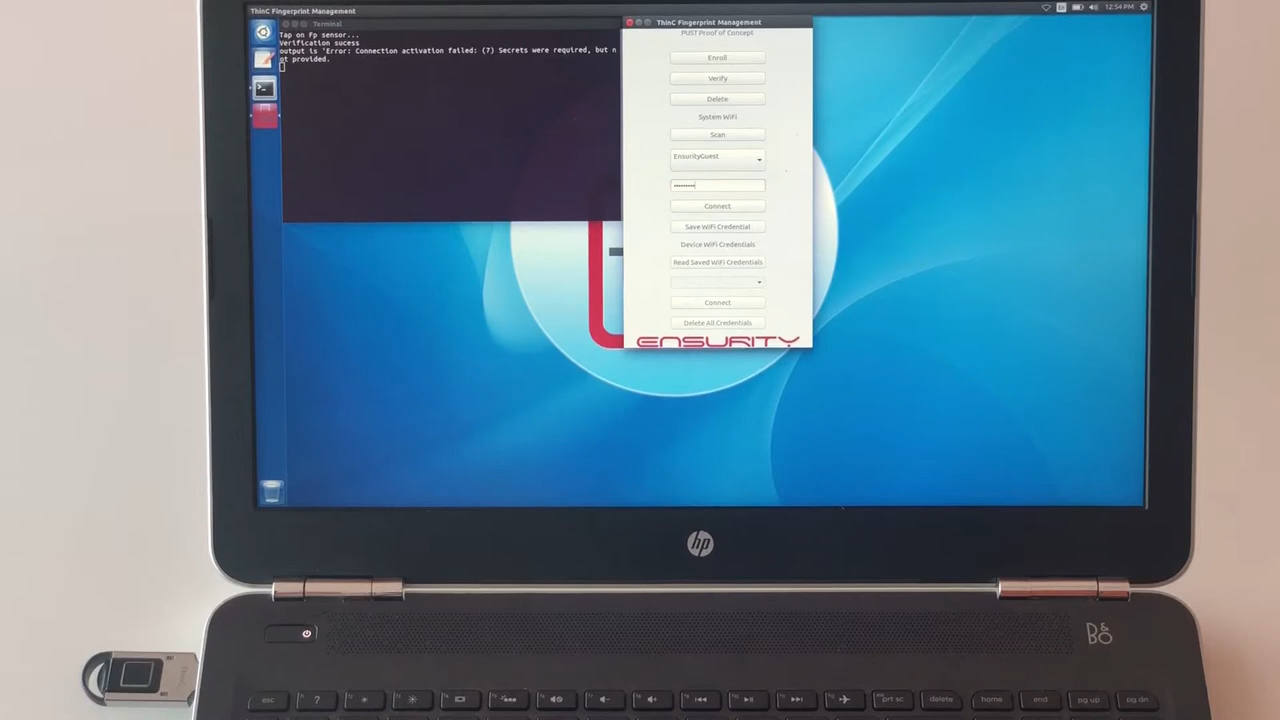 ThinC Fingerprint Management
12:54 PM
Terminal
Tap on Fp sensor...
Verification sucess
output is 'Error: Connection activation failed: (7) Secrets were required, but n
ot provided.
ThinC Fingerprint Management
PUST Proof of Concept
Enroll
Verify
Delete
System WiFi
Scan
EnsurityGuest
Connect
Save WiFi Credential
Device WiFi Credentials
Read Saved WiFi Credentials
Connect
Delete All Credentials
ENSURITY
hp
B&O
esc
?
prt sc
delete
home
end
pg up
pg dn